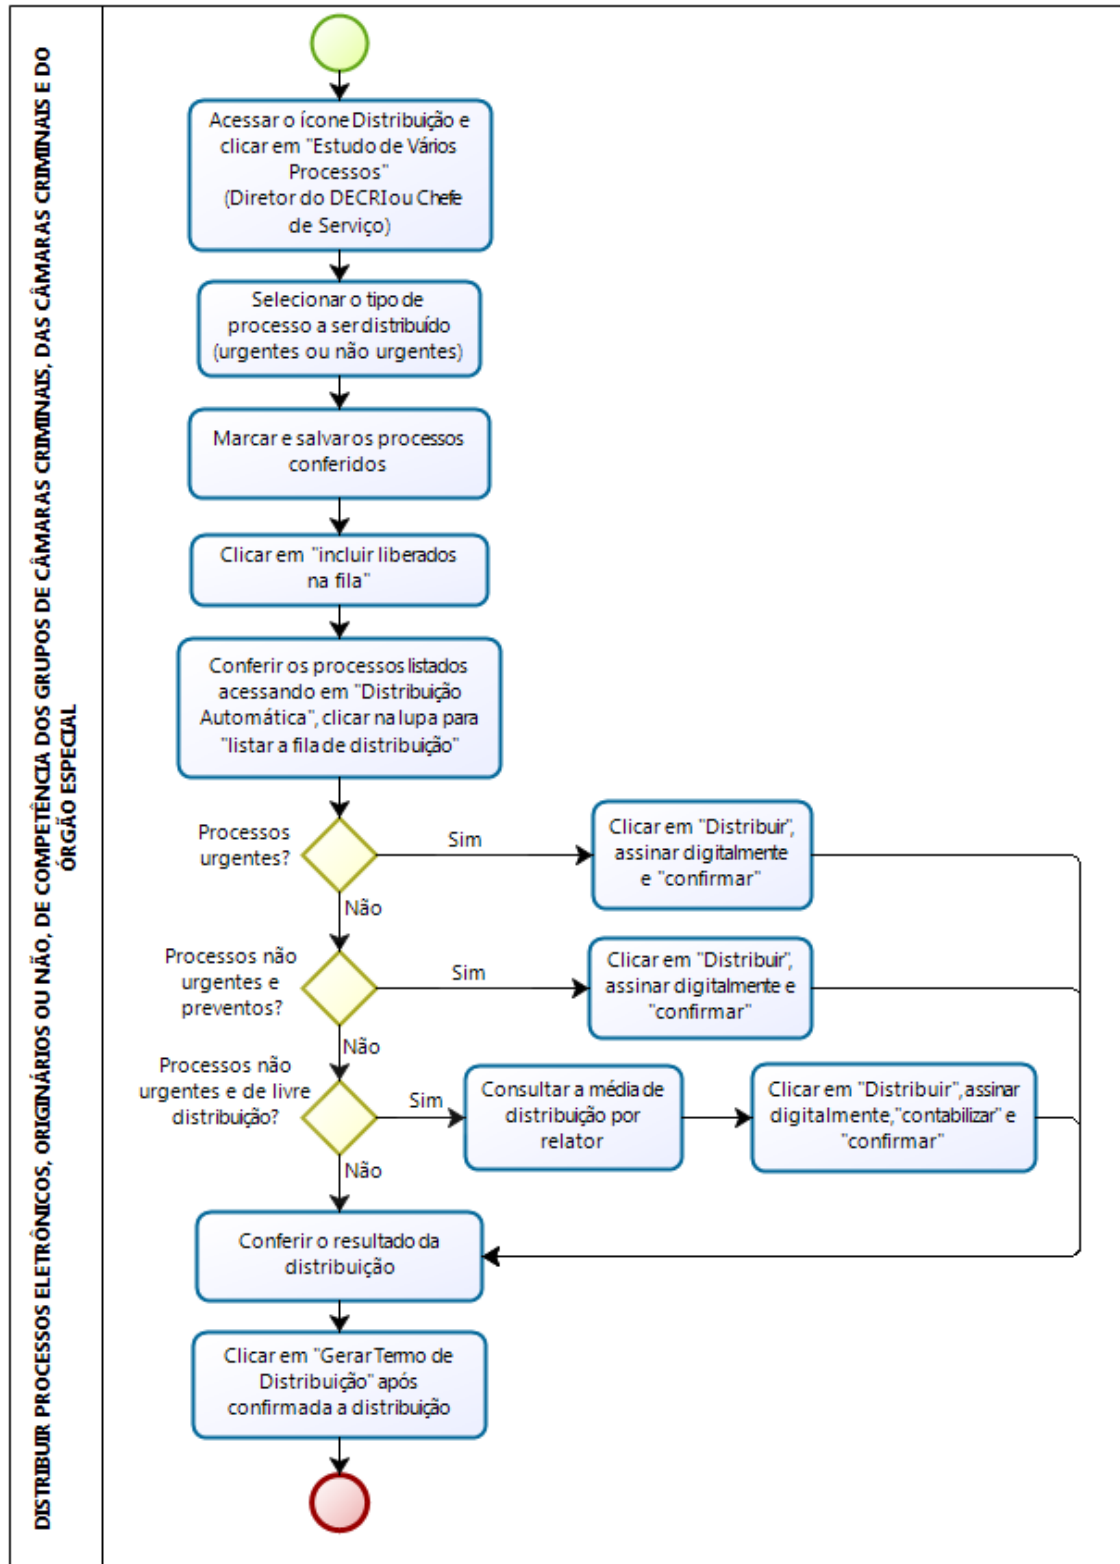 DISTRIBUIR PROCESSOS ELETRÔNICOS, ORIGINÁRIOS OU NÃO, DE COMPETÊNCIA DOS GRUPOS DE CÂMARAS CRIMINAIS, DAS CÂMARAS CRIMINAIS E DO
ÓRGÃO ESPECIAL
Acessar o ícone Distribuição e
clicar em "Estudo de Vários
Processos"
(Diretor do DECRI ou Chefe
de Serviço)
Selecionar o tipo de
processo a ser distribuído
(urgentes ou não urgentes)
Marcar e salvar os processos
conferidos
Clicar em "incluir liberados
na fila"
Conferir os processos listados
acessando em "Distribuição
Automática", clicar na lupa para
"listar a fila de distribuição"
Processos
urgentes?
Sim
Clicar em "Distribuir",
assinar digitalmente
e "confirmar"
Não
Processos não
urgentes e
preventos?
Sim
Clicar em "Distribuir",
assinar digitalmente e
"confirmar"
Não
Processos não
urgentes e de livre
distribuição?
Sim
Consultar a média de
distribuição por
relator
Clicar em "Distribuir", assinar
digitalmente, "contabilizar" e
"confirmar"
Não
Conferir o resultado da
distribuição
Clicar em "Gerar Termo de
Distribuição" após
confirmada a distribuição